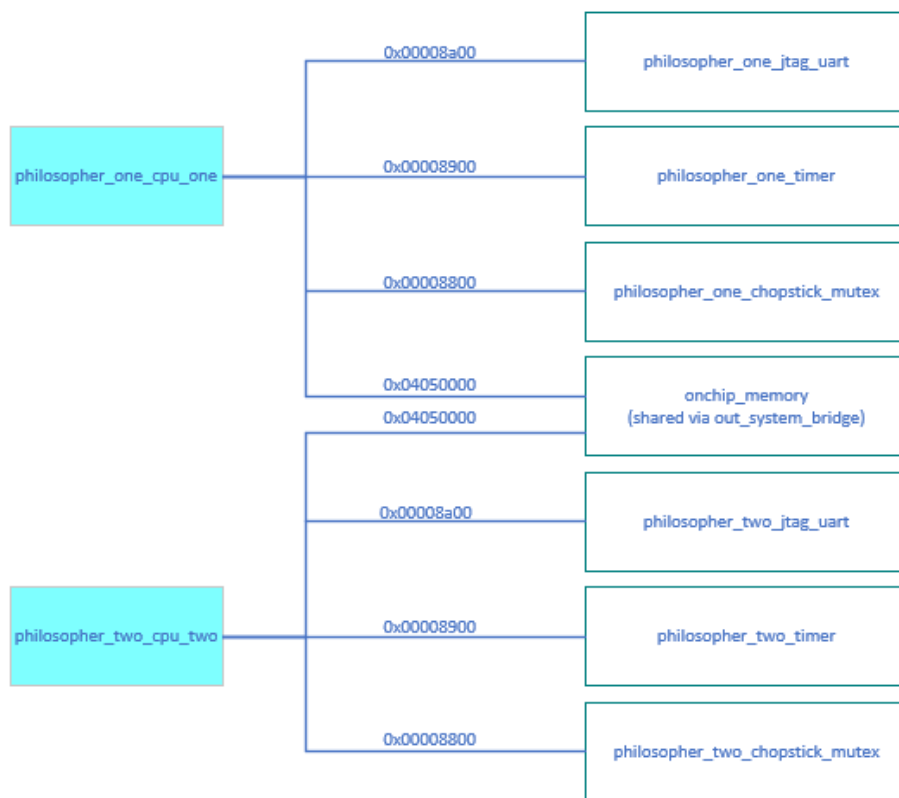 0x00008a00
philosopher_one_jtag_uart
philosopher_one_cpu_one
0x00008900
philosopher_one_timer
0x00008800
philosopher_one_chopstick_mutex
0x04050000
onchip_memory
(shared via out_system_bridge)
0x04050000
0x00008a00
philosopher_two_jtag_uart
philosopher_two_cpu_two
0x00008900
philosopher_two_timer
0x00008800
philosopher_two_chopstick_mutex